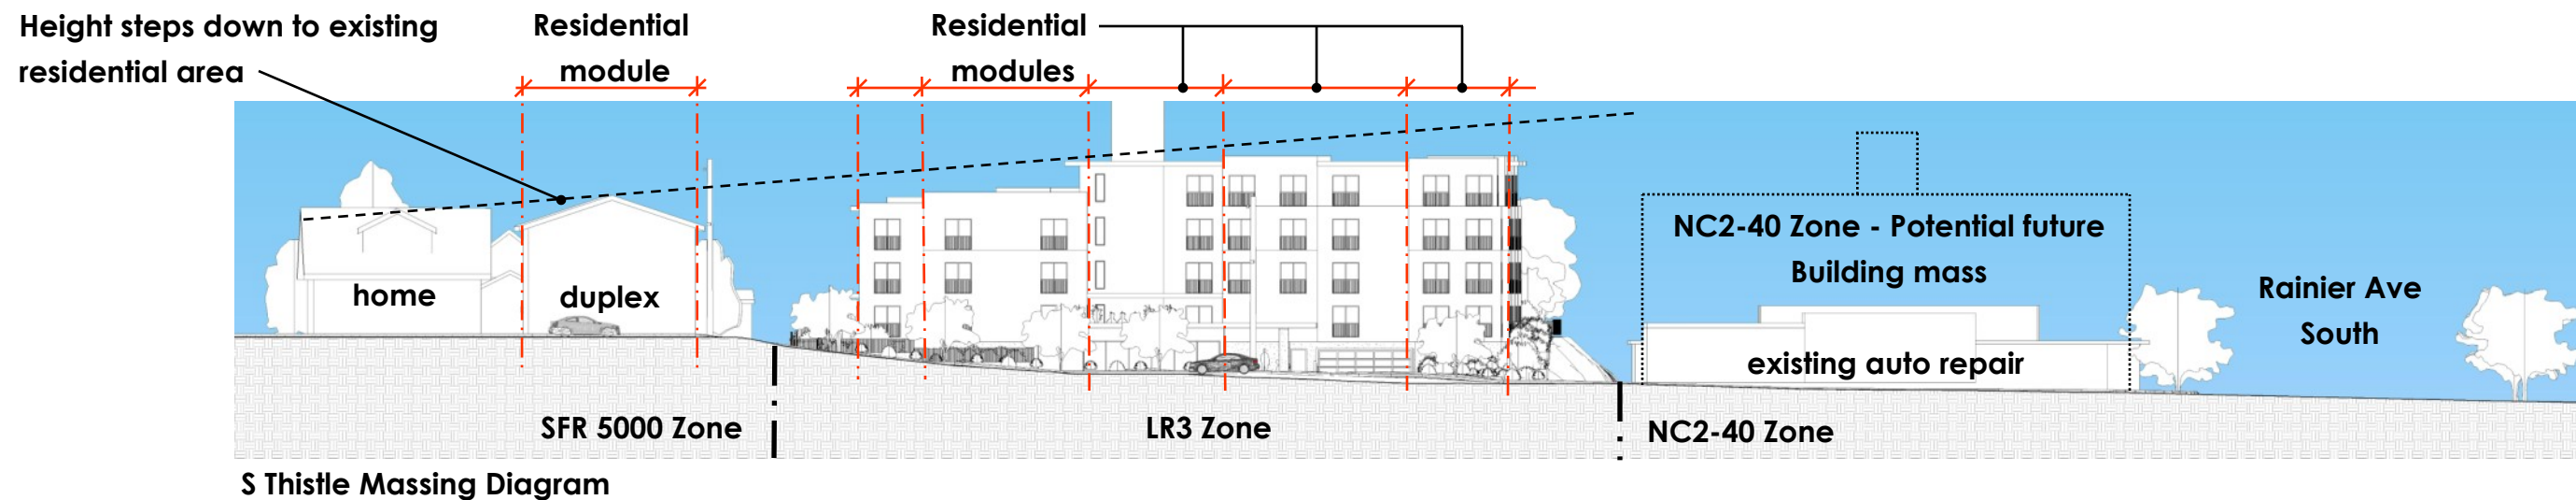 Height steps down to existing
residential area
Residential
module
Residential
modules
home
duplex
NC2-40 Zone - Potential future
Building mass
existing auto repair
Rainier Ave
South
SFR 5000 Zone
LR3 Zone
NC2-40 Zone
S Thistle Massing Diagram